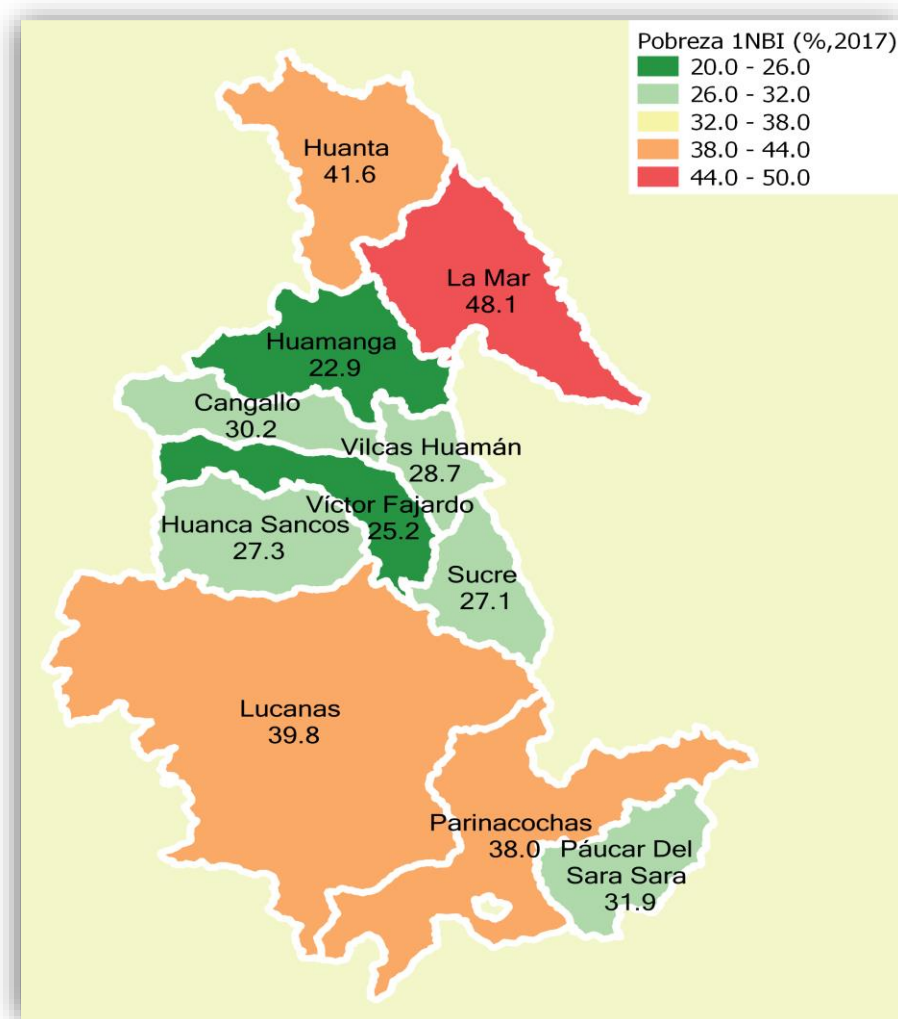 Pobreza 1NBI (%,2017)
20.0 - 26.0
26.0 - 32.0
32.0 - 38.0
38.0 - 44.0
44.0 - 50.0
Huanta
41.6
La Mar
48.1
Huamanga
22.9
Cangallo
30.2
Vilcas Huamán
28.7
Víctor Fajardo
25.2
Huanca Sancos
27.3
Sucre
27.1
Lucanas
39.8
Parinacochas
38.0
Páucar Del
Sara Sara
31.9